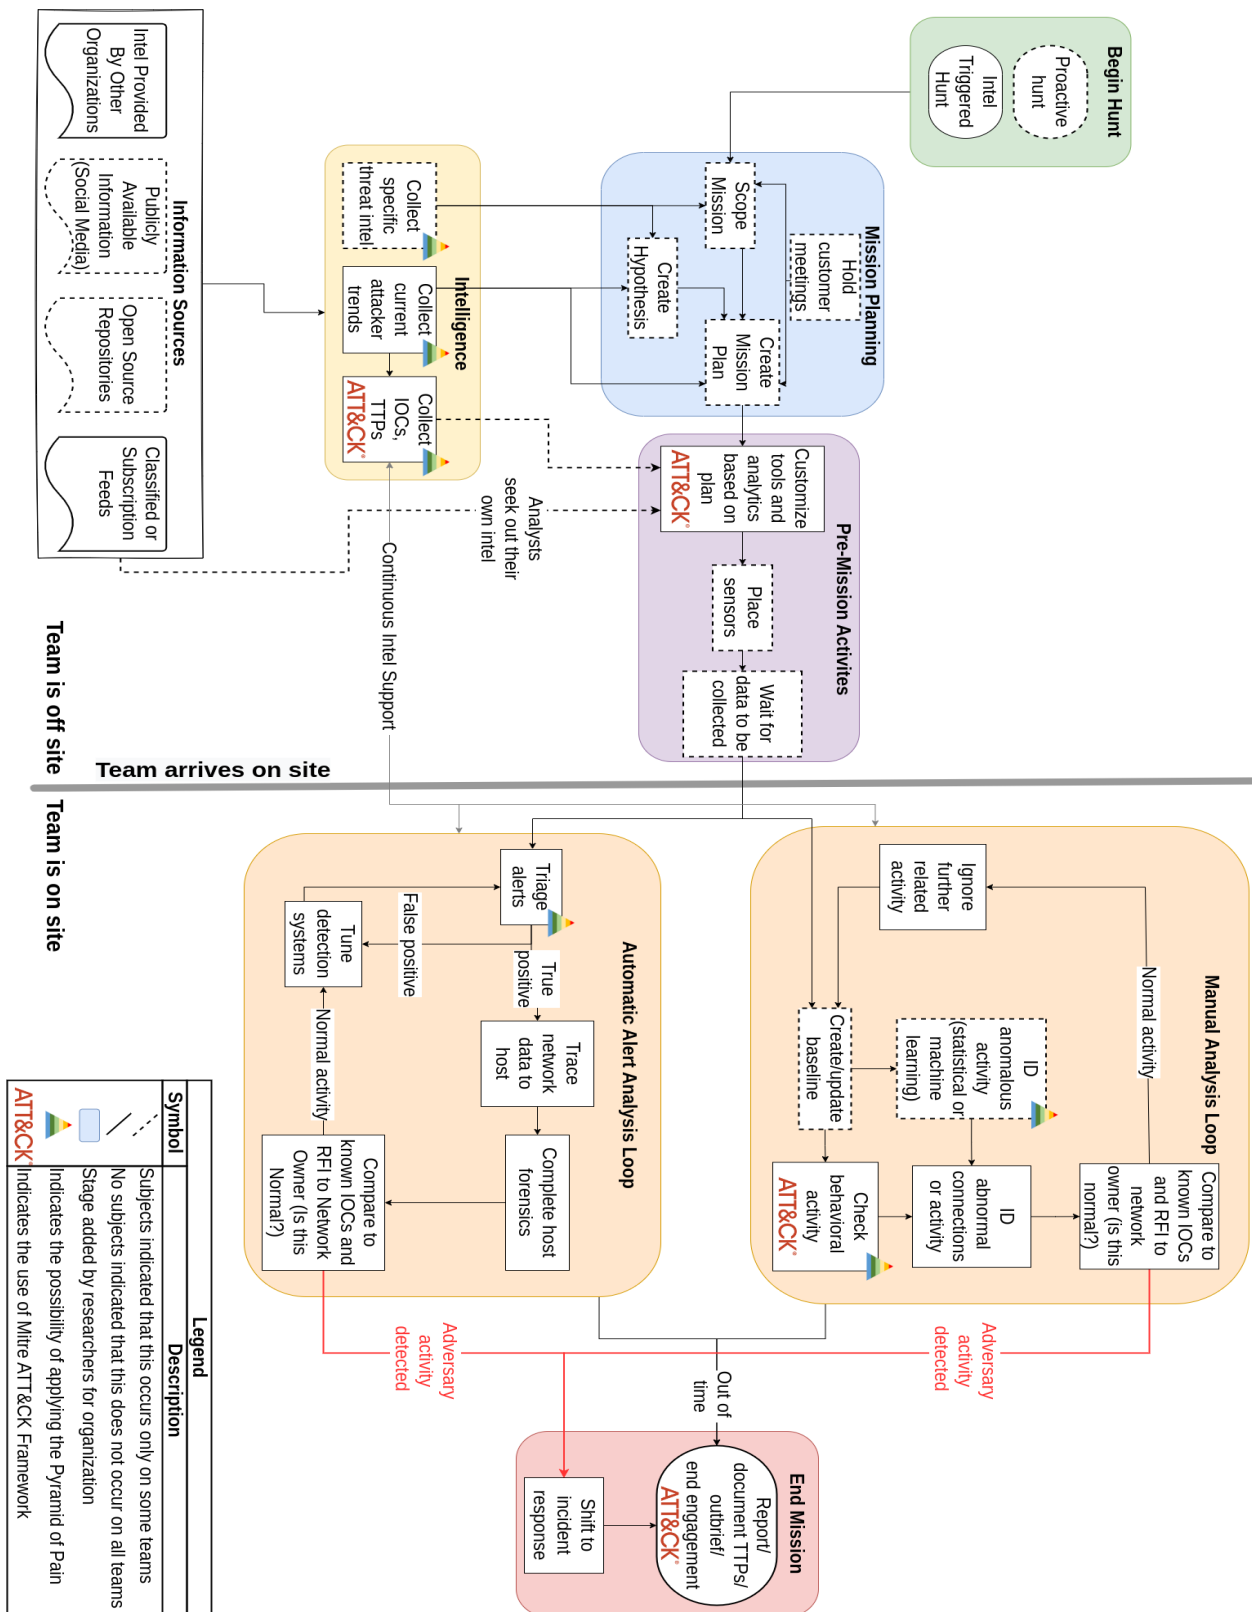 Begin Hunt
Proactive
hunt
Intel
Triggered
Hunt
Mission Planning
Hold
customer
meetings
Scope
Mission
Create
Hypothesis
Create
Mission
Plan
Pre-Mission Activites
Customize
tools and
analytics
based on
plan
ATT&CK®
Place
sensors
Wait for
data to be
collected
Intelligence
Collect
specific
threat intel
Collect
current
attacker
trends
Collect
IOCs,
TTPs
ATT&CK®
Analysts
seek out their
own intel
Continuous Intel Support
Information Sources
Intel Provided
By Other
Organizations
Publicly
Available
Information
(Social Media)
Open Source
Repositories
Classified or
Subscription
Feeds
Team is off site
Team arrives on site
Team is on site
Manual Analysis Loop
Ignore
further
related
activity
Normal activity
Compare to
known IOCs
and RFI to
network
owner (is this
normal?)
ID
anomalous
activity
(statistical or
machine
learning)
ID
abnormal
connections
or activity
Create/update
baseline
Check
behavioral
activity
ATT&CK®
Automatic Alert Analysis Loop
Triage
alerts
True
positive
False positive
Tune
detection
systems
Trace
network
data to
host
Complete host
forensics
Normal activity
Compare to
known IOCs and
RFI to Network
Owner (Is this
Normal?)
Adversary
activity
detected
Adversary
activity
detected
Out of
time
End Mission
Report/
document TTPs/
outbrief/
end engagement
ATT&CK®
Shift to
incident
response
Legend
Symbol Description
Subjects indicated that this occurs only on some teams
No subjects indicated that this does not occur on all teams
Stage added by researchers for organization
Indicates the possibility of applying the Pyramid of Pain
ATT&CK® Indicates the use of Mitre ATT&CK Framework